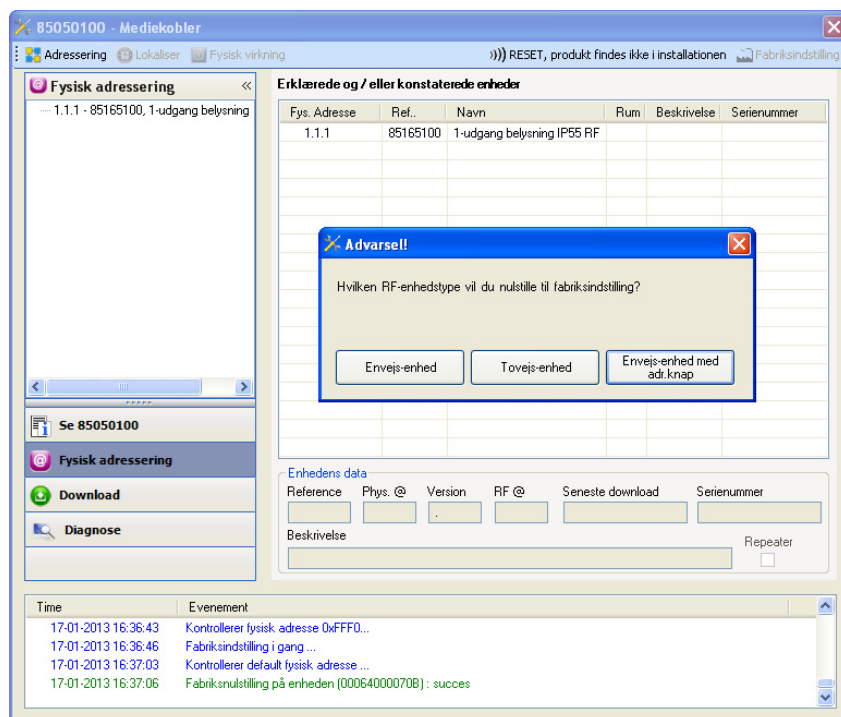 85050100 - Mediekobler
Adressering Lokaliser Fysisk virkning ))) RESET, produkt findes ikke i installationen Fabriksindstilling
Fysisk adressering «
1.1.1 - 85165100, 1-udgang belysning
Erklærede og / eller konstaterede enheder
Fys. Adresse Ref.. Navn Rum Beskrivelse Serienummer
1.1.1 85165100 1-udgang belysning IP55 RF
Advarsel!
Hvilken RF-enhedstype vil du nulstille til fabriksindstilling?
Envejs-enhed Tovejs-enhed Envejs-enhed med
adr.knap
Se 85050100
Fysisk adressering
Download
Diagnose
Enhedens data
Reference Phys. @ Version RF @ Seneste download Serienummer
.
Beskrivelse
Repeater
Time Evenement
17-01-2013 16:36:43 Kontrollerer fysisk adresse 0xFFF0...
17-01-2013 16:36:46 Fabriksindstilling i gang ...
17-01-2013 16:37:03 Kontrollerer default fysisk adresse ...
17-01-2013 16:37:06 Fabriksnulstilling på enheden (00064000070B) : succes